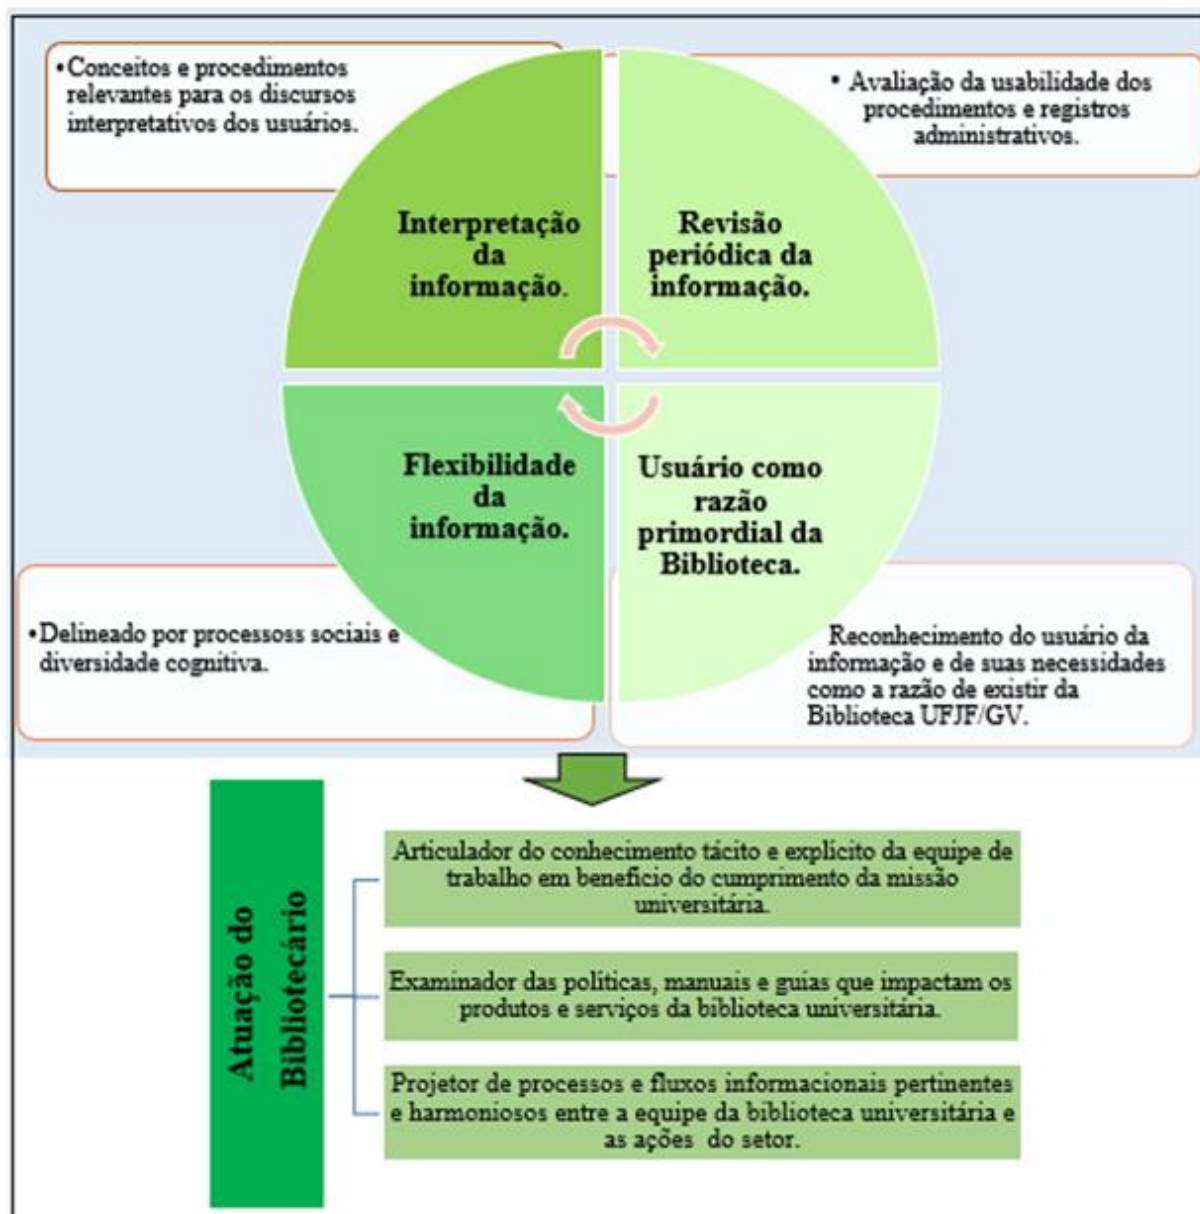 •Conceitos e procedimentos
relevantes para os discursos
interpretativos dos usuários.
• Avaliação da usabilidade dos
procedimentos e registros
administrativos.
Interpretação
da
informação.
Revisão
periódica da
informação.
Flexibilidade
da
informação.
Usuário como
razão
primordial da
Biblioteca.
•Delineado por processoss sociais e
diversidade cognitiva.
Reconhecimento do usuário da
informação e de suas necessidades
como a razão de existir da
Biblioteca UFJF/GV.
Atuação do
Bibliotecário
Articulador do conhecimento tácito e explícito da equipe de
trabalho em benefício do cumprimento da missão
universitária.
Examinador das políticas, manuais e guias que impactam os
produtos e serviços da biblioteca universitária.
Projetor de processos e fluxos informacionais pertinentes
e harmoniosos entre a equipe da biblioteca universitária e
as ações do setor.